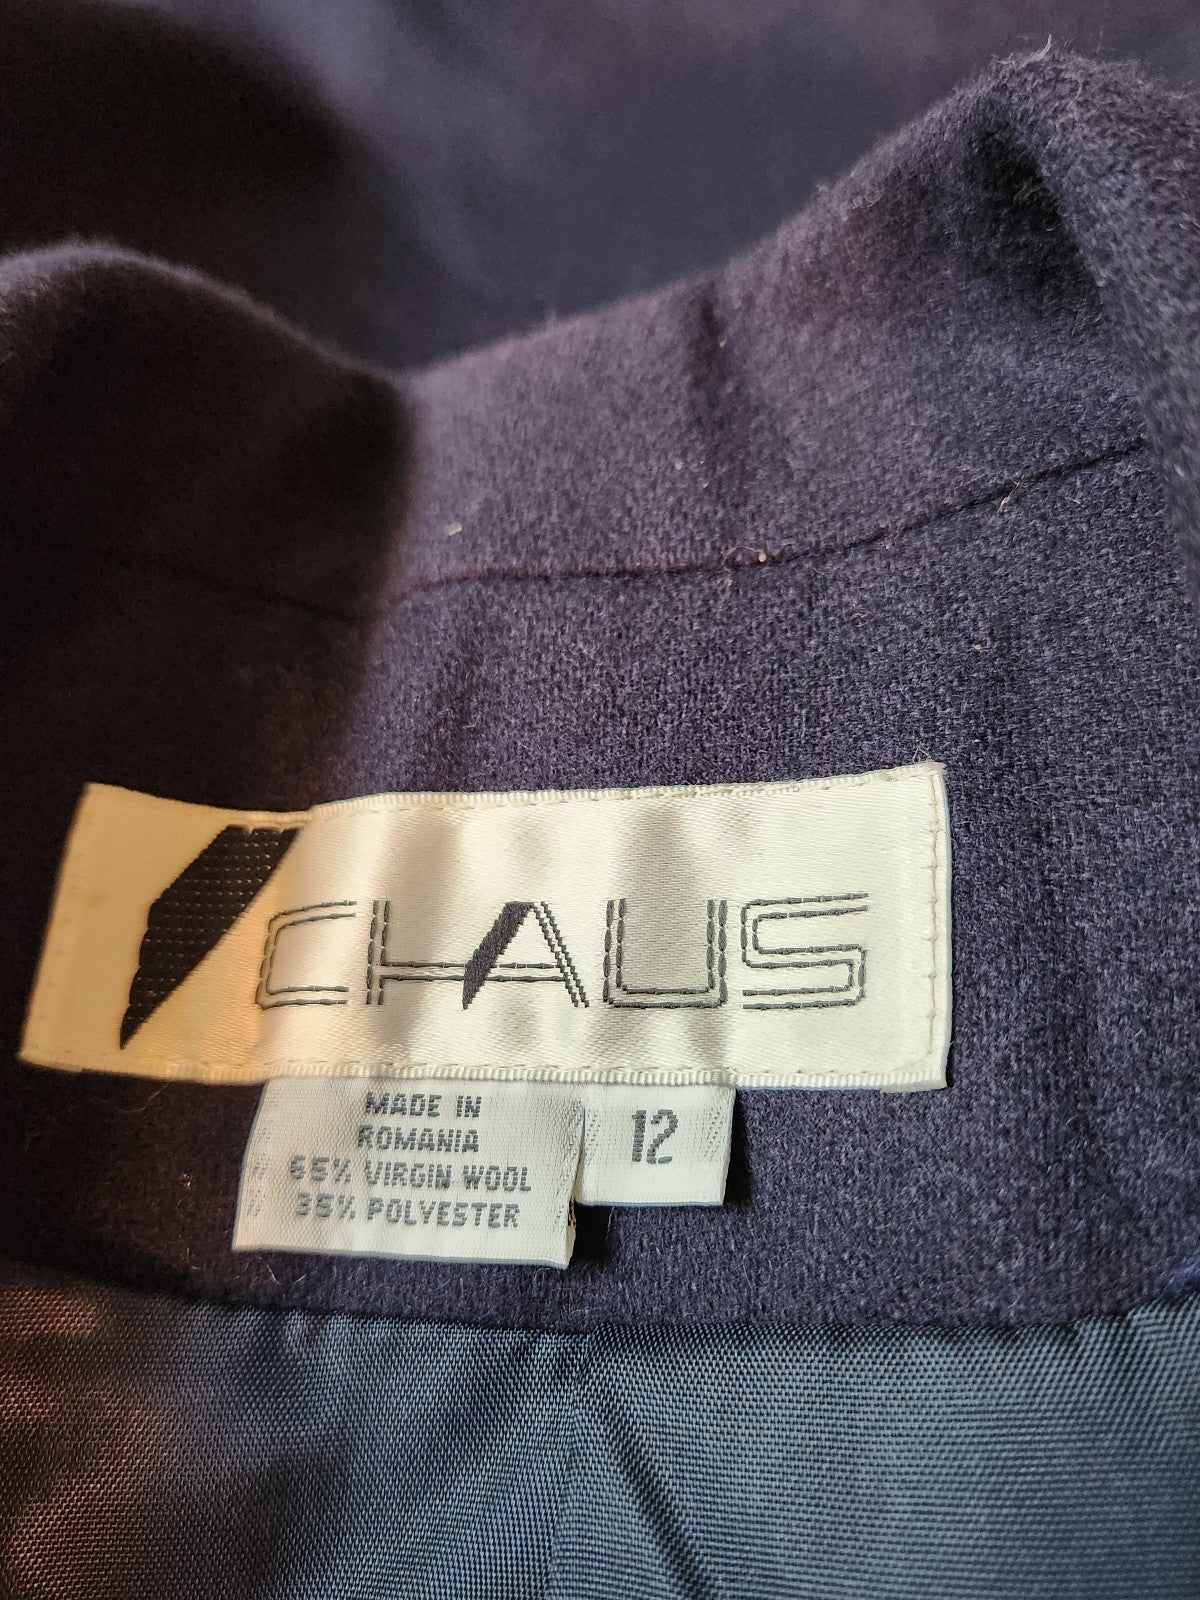 CHAUS
MADE IN
ROMANIA
65% VIRGIN WOOL
35% POLYESTER
12